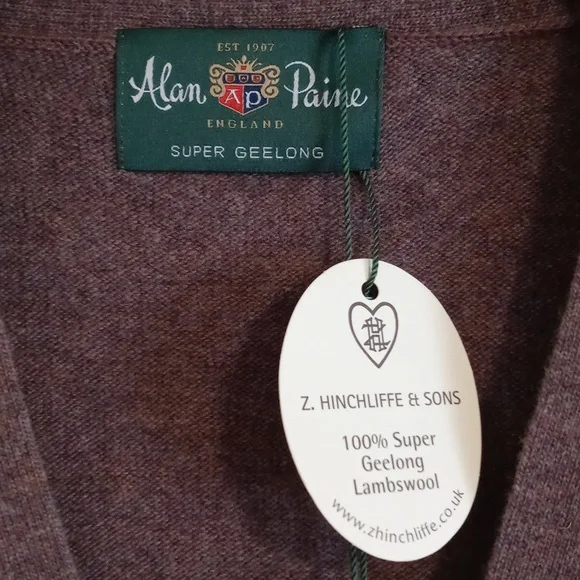 EST 1907
Alan AP Paine
ENGLAND
SUPER GEELONG
H
Z. HINCHLIFFE & SONS
100% Super
Geelong
Lambswool
www.zhinchliffe.co.uk